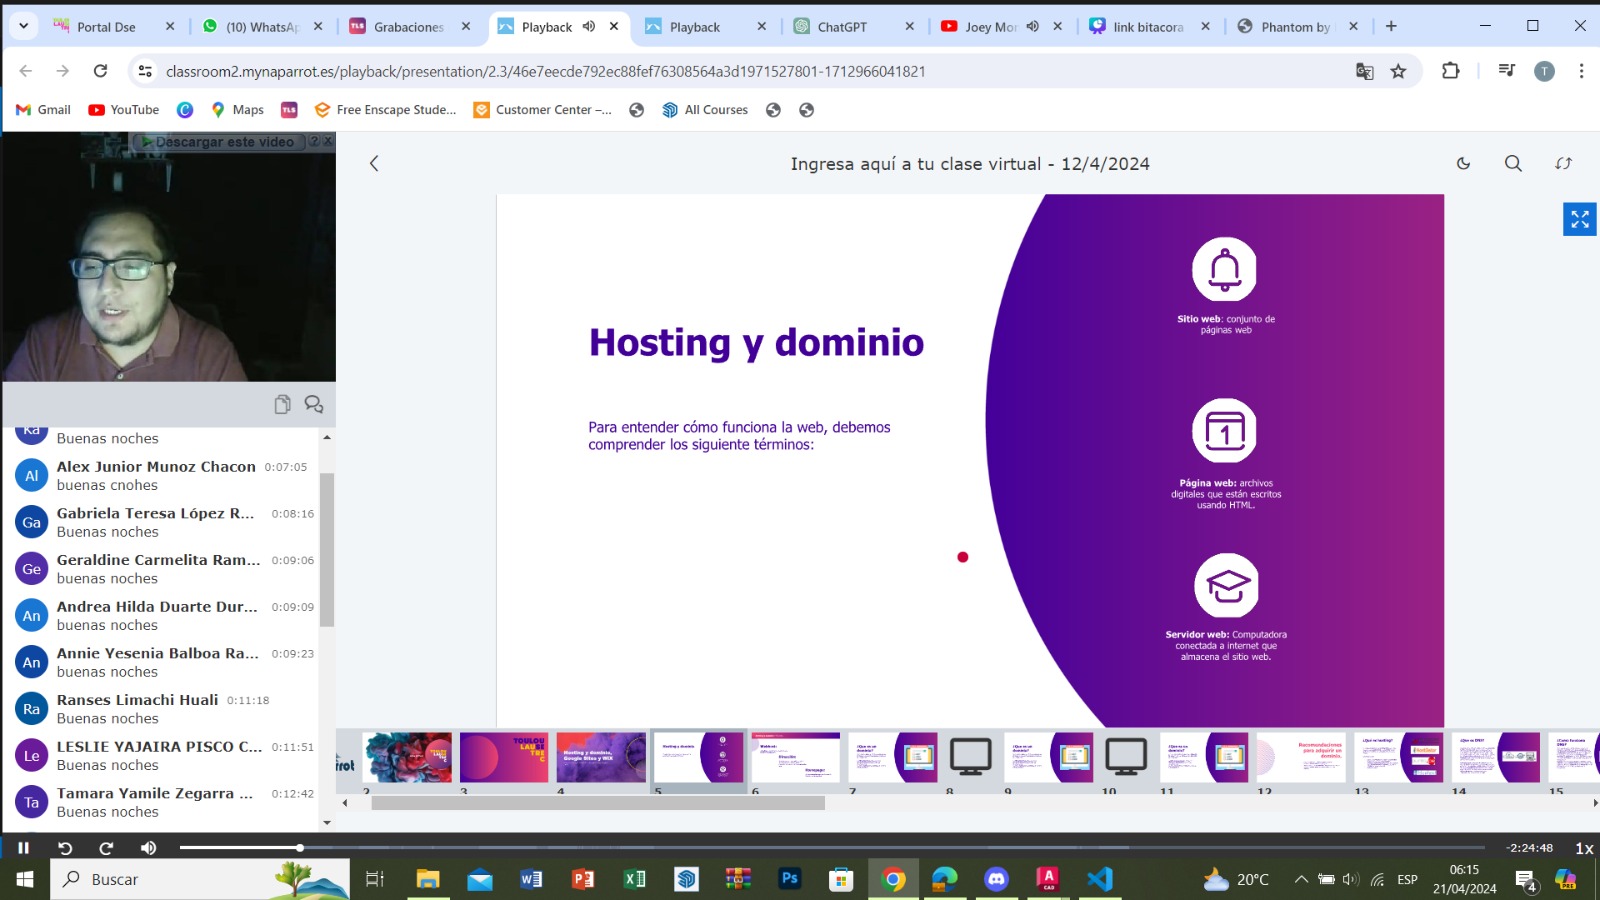 Portal Dse
(10) WhatsAp
Grabaciones
Playback
Playback
ChatGPT
Joey Mor
link bitacora
Phantom by
classroom2.mynaparrot.es/playback/presentation/2.3/46e7eecde792ec88fef76308564a3d1971527801-1712966041821
T
Gmail
YouTube
Maps
TLS
Free Enscape Stude...
Customer Center –...
All Courses
Descargar este video
Ingresa aquí a tu clase virtual - 12/4/2024
Hosting y dominio
Para entender cómo funciona la web, debemos
comprender los siguiente términos:
Sitio web: conjunto de
páginas web
1
Página web: archivos
digitales que están escritos
usando HTML.
Servidor web: Computadora
conectada a internet que
almacena el sitio web.
Ka
Buenas noches
Al
Alex Junior Munoz Chacon 0:07:05
buenas cnohes
Ga
Gabriela Teresa López R... 0:08:16
Buenas noches
Ge
Geraldine Carmelita Ram... 0:09:06
buenas noches
An
Andrea Hilda Duarte Dur... 0:09:09
buenas noches
An
Annie Yesenia Balboa Ra... 0:09:23
buenas noches
Ra
Ranses Limachi Huali 0:11:18
Buenas noches
Le
LESLIE YAJAIRA PISCO C... 0:11:51
Buenas noches
Ta
Tamara Yamile Zegarra ... 0:12:42
Buenas noches
2
3
4
5
6
7
8
9
10
11
12
13
14
15
-2:24:48
1x
Buscar
20°C
ESP
06:15
21/04/2024
4